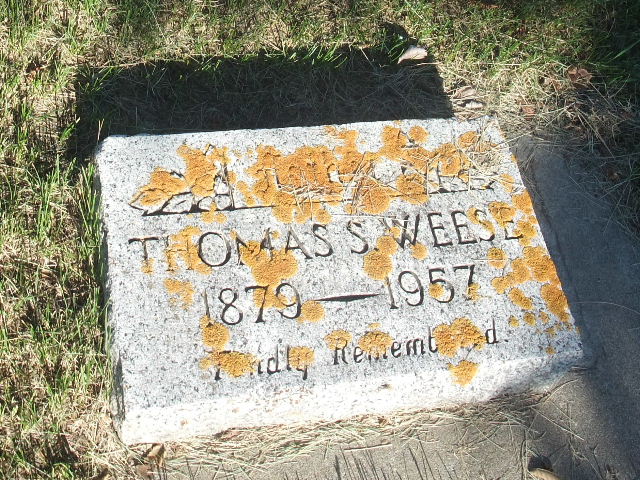 THOMAS S. WEESE
1879 — 1957
Fondly Remembered.